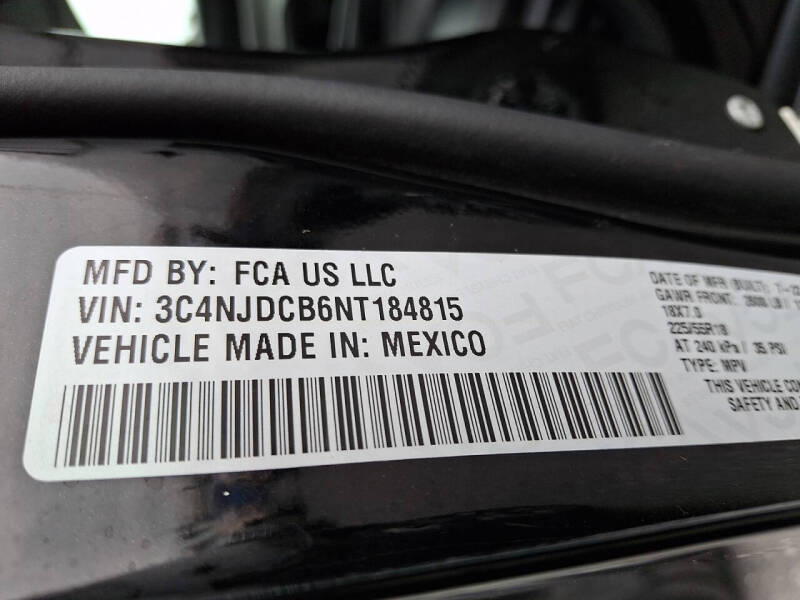 MFD BY: FCA US LLC
VIN: 3C4NJDCB6NT184815
VEHICLE MADE IN: MEXICO
DATE OF MFR (BUILT):
GAWR FRONT:
18X7.0
225/55R18
AT 240 kPa / 35 PSI
TYPE: MPV
THIS VEHICLE
SAFETY AND